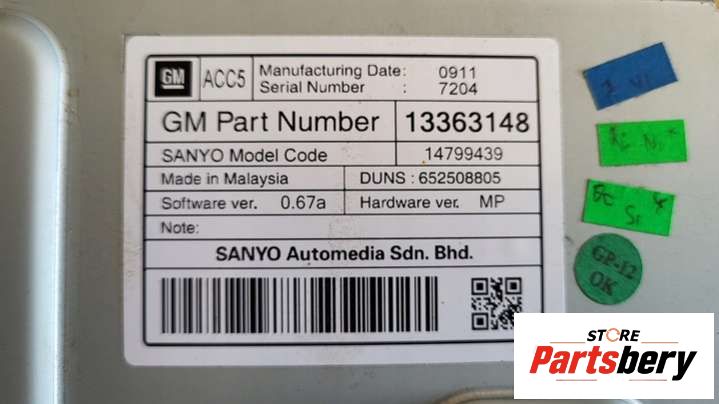 GM ACC5 Manufacturing Date: 0911
Serial Number : 7204
GM Part Number 13363148
SANYO Model Code 14799439
Made in Malaysia DUNS : 652508805
Software ver. 0.67a Hardware ver. MP
Note:
SANYO Automedia Sdn. Bhd.
GP-12
OK
STORE
Partsbery